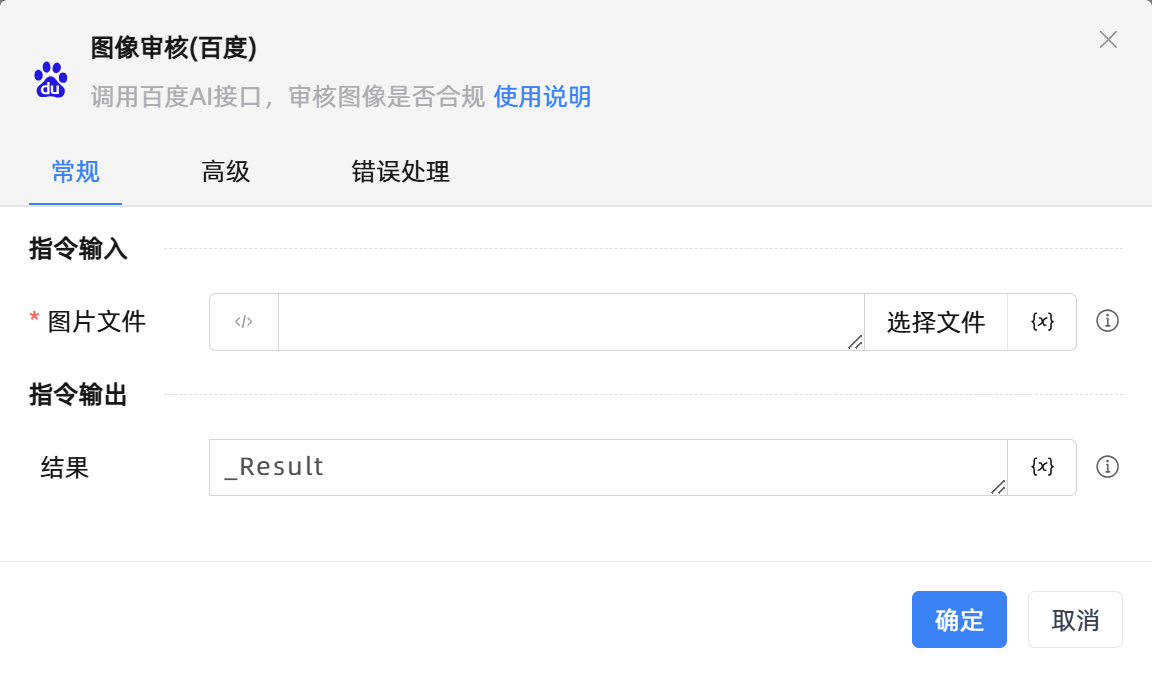 图像审核(百度)
du
调用百度AI接口，审核图像是否合规 使用说明
常规 高级 错误处理
指令输入
* 图片文件 </> 选择文件 {x}
指令输出
结果 _Result {x}
确定 取消